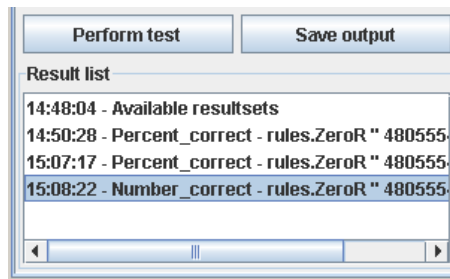 Perform test
Save output
Result list
14:48:04 - Available resultsets
14:50:28 - Percent_correct - rules.ZeroR '' 480555-
15:07:17 - Percent_correct - rules.ZeroR '' 480555-
15:08:22 - Number_correct - rules.ZeroR '' 480555-